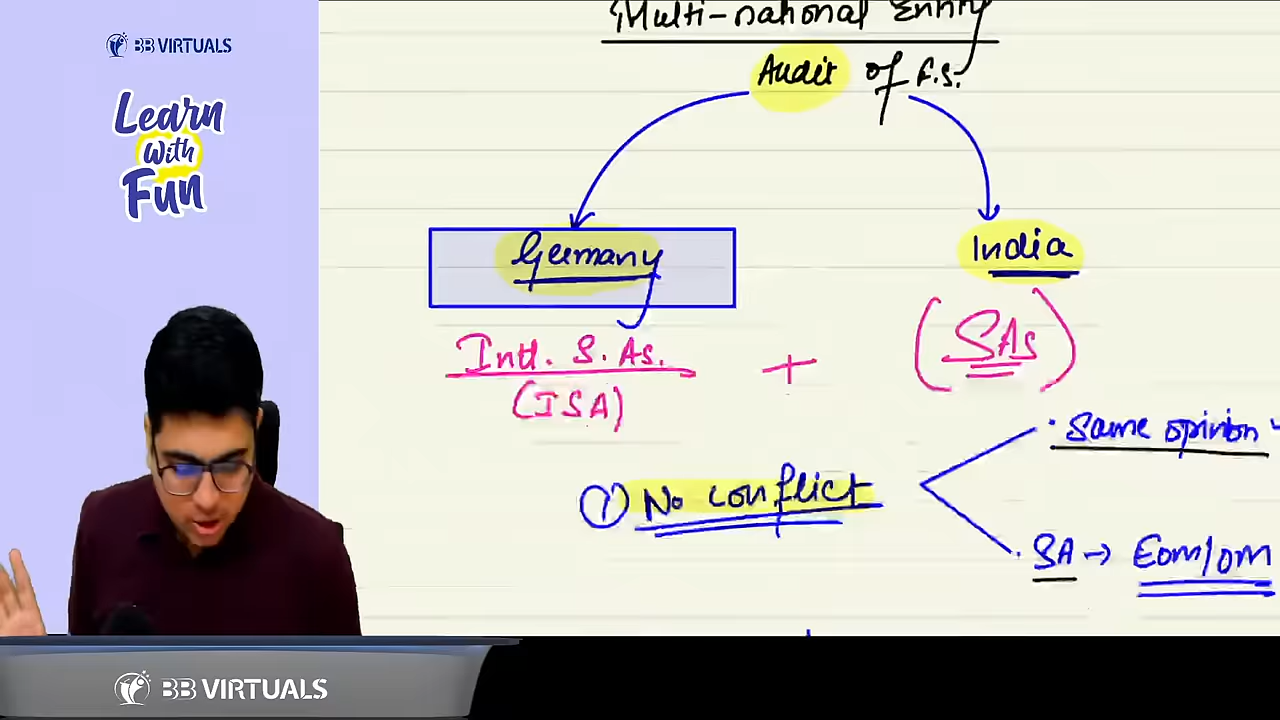 BB VIRTUALS
Learn
With
Fun
Multi-national Entity
Audit of F.S.
Germany
India
Intl. S. As.
(ISA)
+
(SAs)
① No conflict
· Same opinion
· SA → Eom/om
BB VIRTUALS